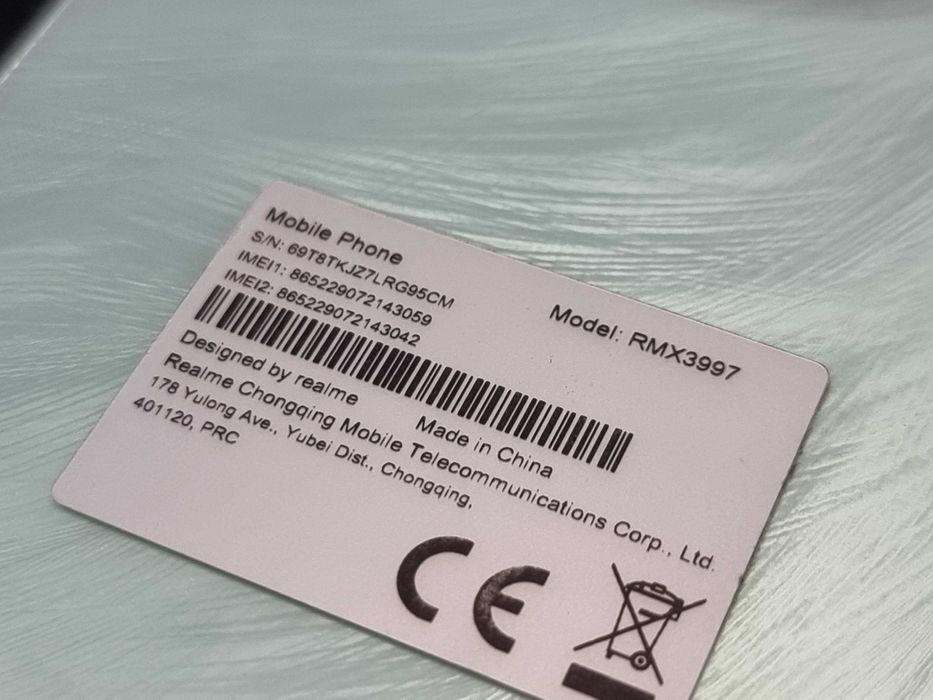 Mobile Phone
S/N: 69T8TKJZ7LRG95CM
IMEI1: 865229072143059
IMEI2: 865229072143042
Model: RMX3997
Designed by realme Made in China
Realme Chongqing Mobile Telecommunications Corp., Ltd.
178 Yulong Ave., Yubei Dist., Chongqing,
401120, PRC
CE